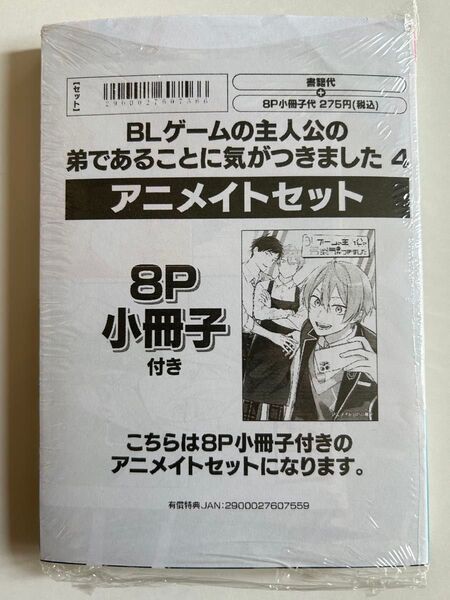 【セット】
2900027607566
書籍代
+
8P小冊子代 275円(税込)
BLゲームの主人公の
弟であることに気がつきました 4
アニメイトセット
8P
小冊子
付き
こちらは8P小冊子付きの
アニメイトセットになります。
有償特典JAN:2900027607559